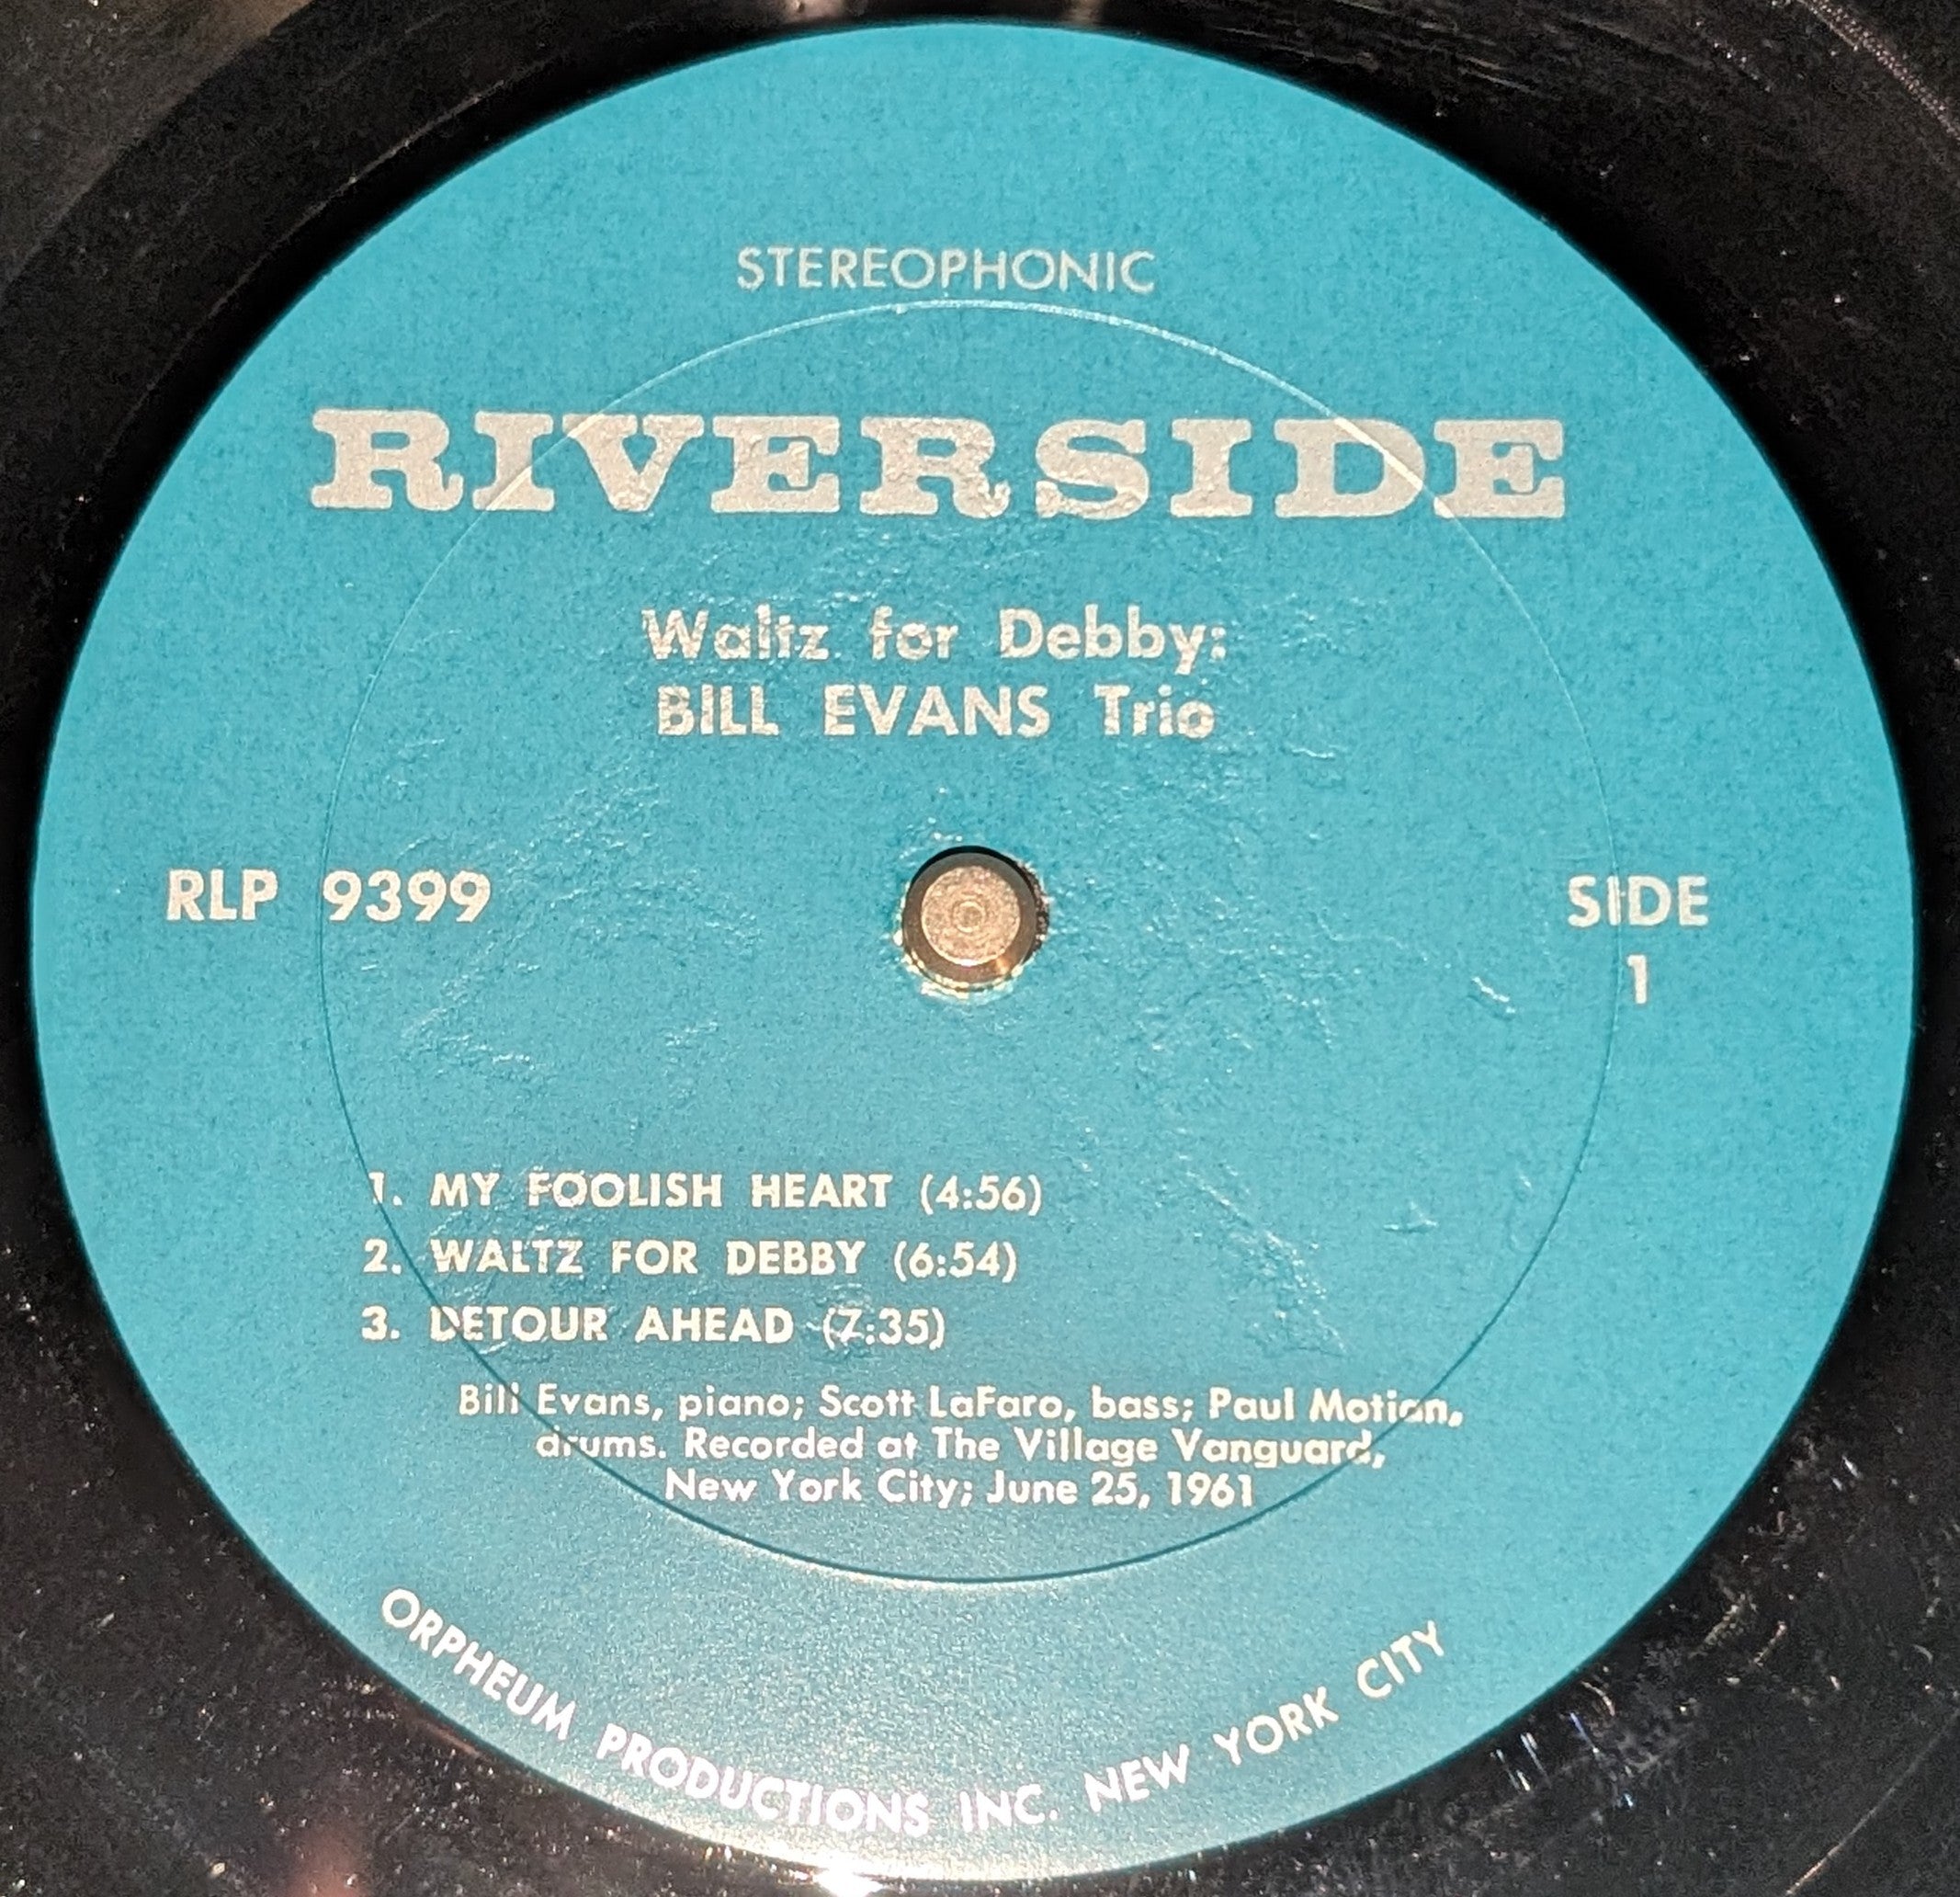 STEREOPHONIC
RIVERSIDE
Waltz for Debby:
BILL EVANS Trio
RLP 9399
SIDE
1
1. MY FOOLISH HEART (4:56)
2. WALTZ FOR DEBBY (6:54)
3. DETOUR AHEAD (7:35)
Bill Evans, piano; Scott LaFaro, bass; Paul Motian,
drums. Recorded at The Village Vanguard,
New York City; June 25, 1961
ORPHEUM PRODUCTIONS INC. NEW YORK CITY